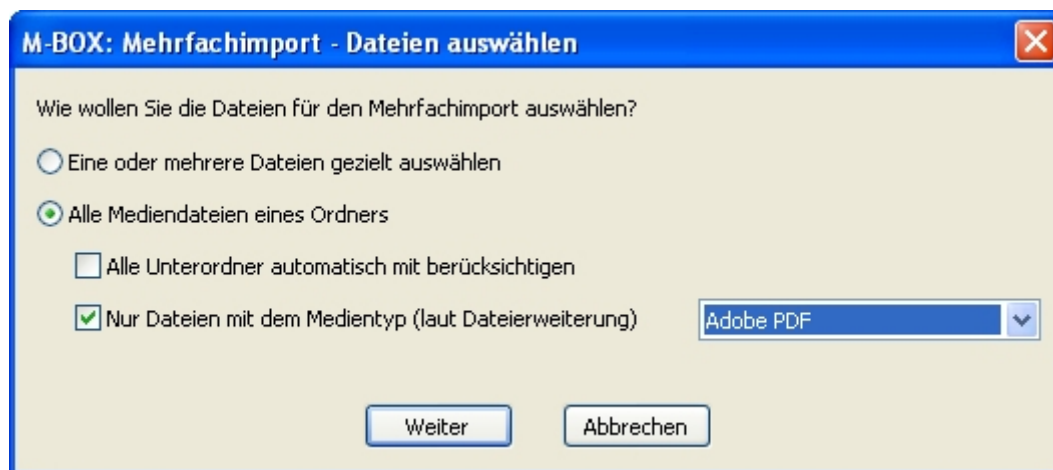 M-BOX: Mehrfachimport - Dateien auswählen
Wie wollen Sie die Dateien für den Mehrfachimport auswählen?
Eine oder mehrere Dateien gezielt auswählen
Alle Mediendateien eines Ordners
Alle Unterordner automatisch mit berücksichtigen
Nur Dateien mit dem Medientyp (laut Dateierweiterung) Adobe PDF
Weiter Abbrechen